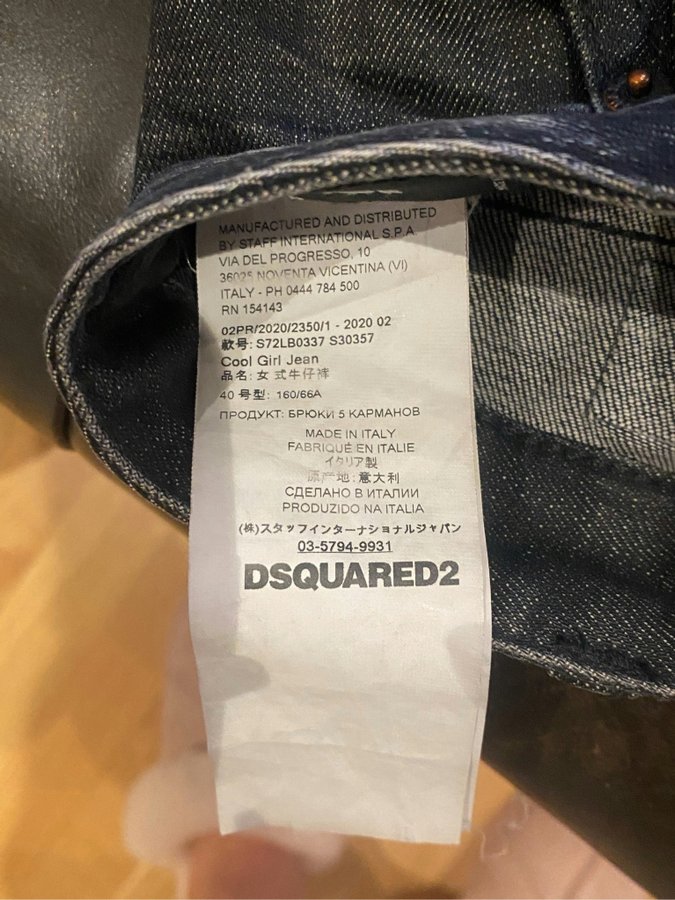 MANUFACTURED AND DISTRIBUTED
BY STAFF INTERNATIONAL S.P.A.
VIA DEL PROGRESSO, 10
36025 NOVENTA VICENTINA (VI)
ITALY - PH 0444 784 500
RN 154143
02PR/2020/2350/1 - 2020 02
款号: S72LB0337 S30357
Cool Girl Jean
品名: 女 式牛仔裤
40 号型: 160/66A
ПРОДУКТ: БРЮКИ 5 КАРМАНОВ
MADE IN ITALY
FABRIQUÉ EN ITALIE
イタリア製
原产地: 意大利
СДЕЛАНО В ИТАЛИИ
PRODUZIDO NA ITALIA
(株)スタッフインターナショナルジャパン
03-5794-9931
DSQUARED2